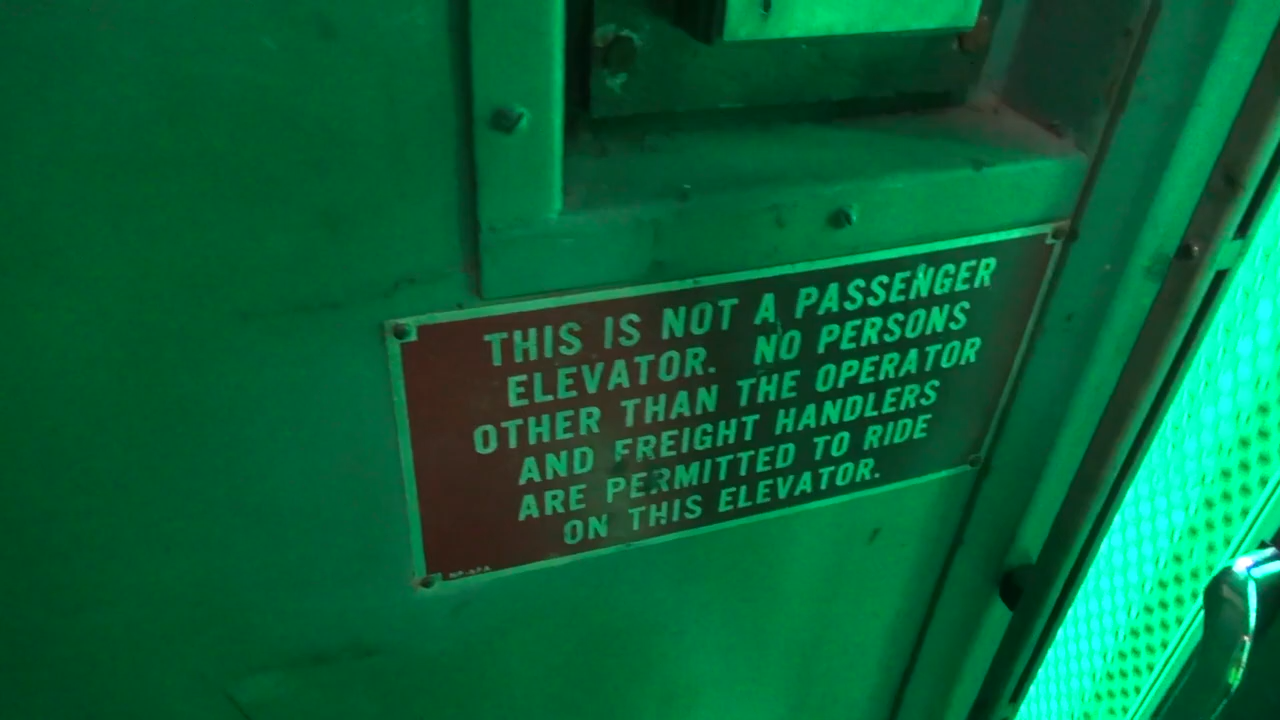 THIS IS NOT A PASSENGER
ELEVATOR. NO PERSONS
OTHER THAN THE OPERATOR
AND FREIGHT HANDLERS
ARE PERMITTED TO RIDE
ON THIS ELEVATOR.